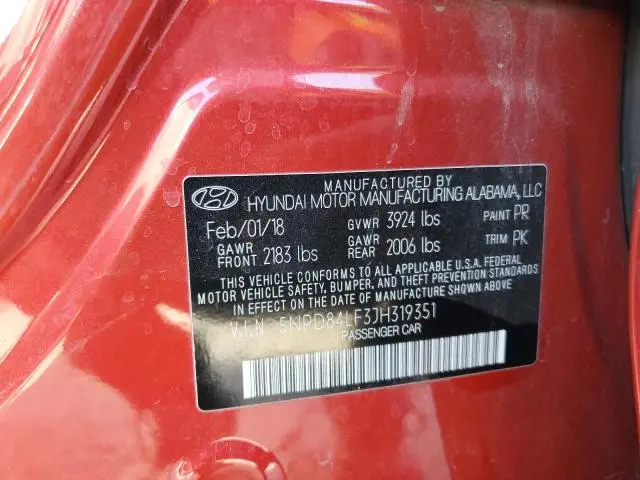 MANUFACTURED BY
HYUNDAI MOTOR MANUFACTURING ALABAMA, LLC
Feb/01/18 GVWR 3924 lbs PAINT PR
GAWR FRONT 2183 lbs GAWR REAR 2006 lbs TRIM PK
THIS VEHICLE CONFORMS TO ALL APPLICABLE U.S.A. FEDERAL
MOTOR VEHICLE SAFETY, BUMPER, AND THEFT PREVENTION STANDARDS
IN EFFECT ON THE DATE OF MANUFACTURE SHOWN ABOVE.
V.I.N 5NPD84LF3JH319351
PASSENGER CAR